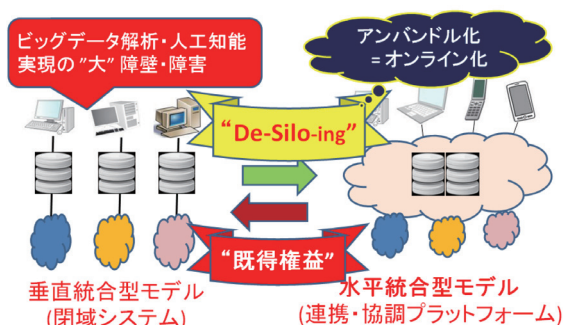 ビッグデータ解析・人工知能
実現の”大” 障壁・障害
アンバンドル化
= オンライン化
“De-Silo-ing”
“既得権益”
垂直統合型モデル
(閉域システム)
水平統合型モデル
(連携・協調プラットフォーム)